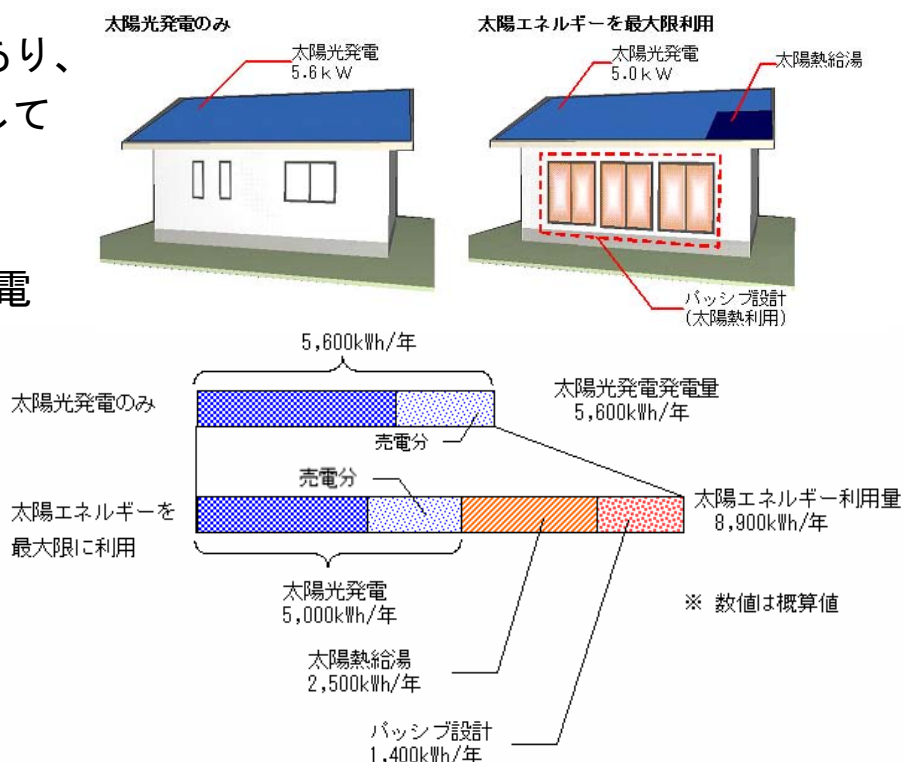 あり、
して
電
太陽光発電のみ
太陽光発電
5.6kW
太陽エネルギーを最大限利用
太陽光発電
5.0kW
太陽熱給湯
パッシブ設計
(太陽熱利用)
5,600kWh/年
太陽光発電のみ
売電分
太陽光発電発電量
5,600kWh/年
売電分
太陽エネルギーを
最大限に利用
太陽エネルギー利用量
8,900kWh/年
太陽光発電
5,000kWh/年
※ 数値は概算値
太陽熱給湯
2,500kWh/年
パッシブ設計
1,400kWh/年